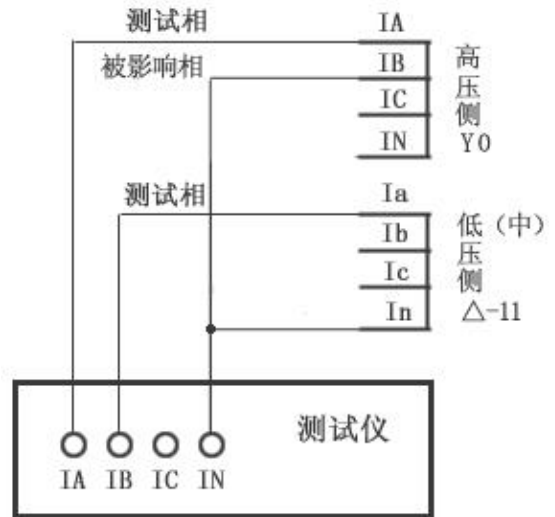 测试相 IA
被影响相 IB
IC
IN
高
压
侧
Y0
测试相 Ia
Ib
Ic
In
低（中）
压
侧
△-11
测试仪
IA IB IC IN